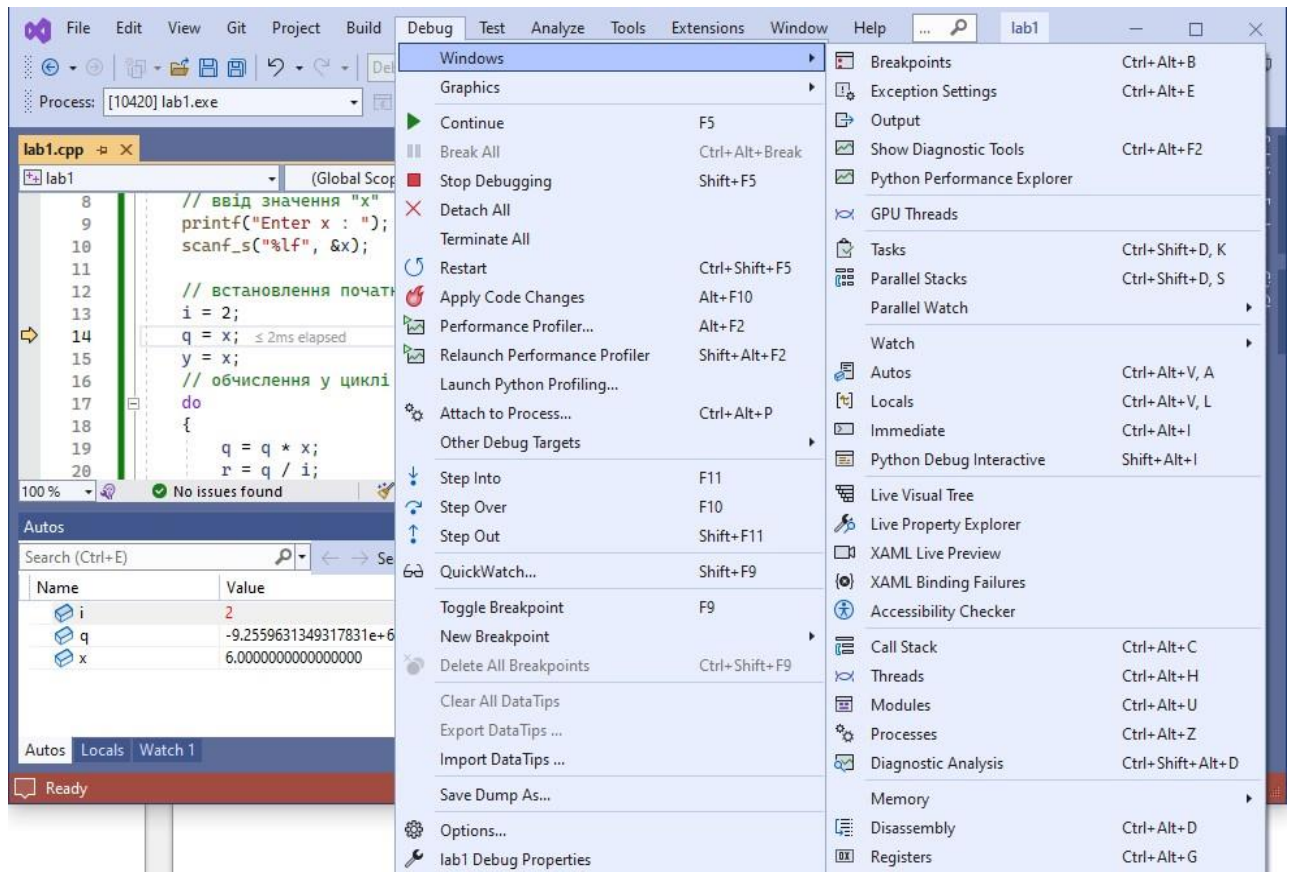 File Edit View Git Project Build Debug Test Analyze Tools Extensions Window Help ... lab1
Process: [10420] lab1.exe
lab1.cpp
lab1 (Global Scop
8 // ввід значення "x"
9 printf("Enter x : ");
10 scanf_s("%lf", &x);
11
12 // встановлення початк
13 i = 2;
14 q = x; ≤ 2ms elapsed
15 y = x;
16 // обчислення у циклі
17 do
18 {
19 q = q * x;
20 r = q / i;
100 % No issues found
Autos
Search (Ctrl+E) Se
Name Value
i 2
q -9.2559631349317831e+6
x 6.0000000000000000
Autos Locals Watch 1
Ready
Windows
Graphics
Continue F5
Break All Ctrl+Alt+Break
Stop Debugging Shift+F5
Detach All
Terminate All
Restart Ctrl+Shift+F5
Apply Code Changes Alt+F10
Performance Profiler... Alt+F2
Relaunch Performance Profiler Shift+Alt+F2
Launch Python Profiling...
Attach to Process... Ctrl+Alt+P
Other Debug Targets
Step Into F11
Step Over F10
Step Out Shift+F11
QuickWatch... Shift+F9
Toggle Breakpoint F9
New Breakpoint
Delete All Breakpoints Ctrl+Shift+F9
Clear All DataTips
Export DataTips ...
Import DataTips ...
Save Dump As...
Options...
lab1 Debug Properties
Breakpoints Ctrl+Alt+B
Exception Settings Ctrl+Alt+E
Output
Show Diagnostic Tools Ctrl+Alt+F2
Python Performance Explorer
GPU Threads
Tasks Ctrl+Shift+D, K
Parallel Stacks Ctrl+Shift+D, S
Parallel Watch
Watch
Autos Ctrl+Alt+V, A
Locals Ctrl+Alt+V, L
Immediate Ctrl+Alt+I
Python Debug Interactive Shift+Alt+I
Live Visual Tree
Live Property Explorer
XAML Live Preview
XAML Binding Failures
Accessibility Checker
Call Stack Ctrl+Alt+C
Threads Ctrl+Alt+H
Modules Ctrl+Alt+U
Processes Ctrl+Alt+Z
Diagnostic Analysis Ctrl+Shift+Alt+D
Memory
Disassembly Ctrl+Alt+D
Registers Ctrl+Alt+G